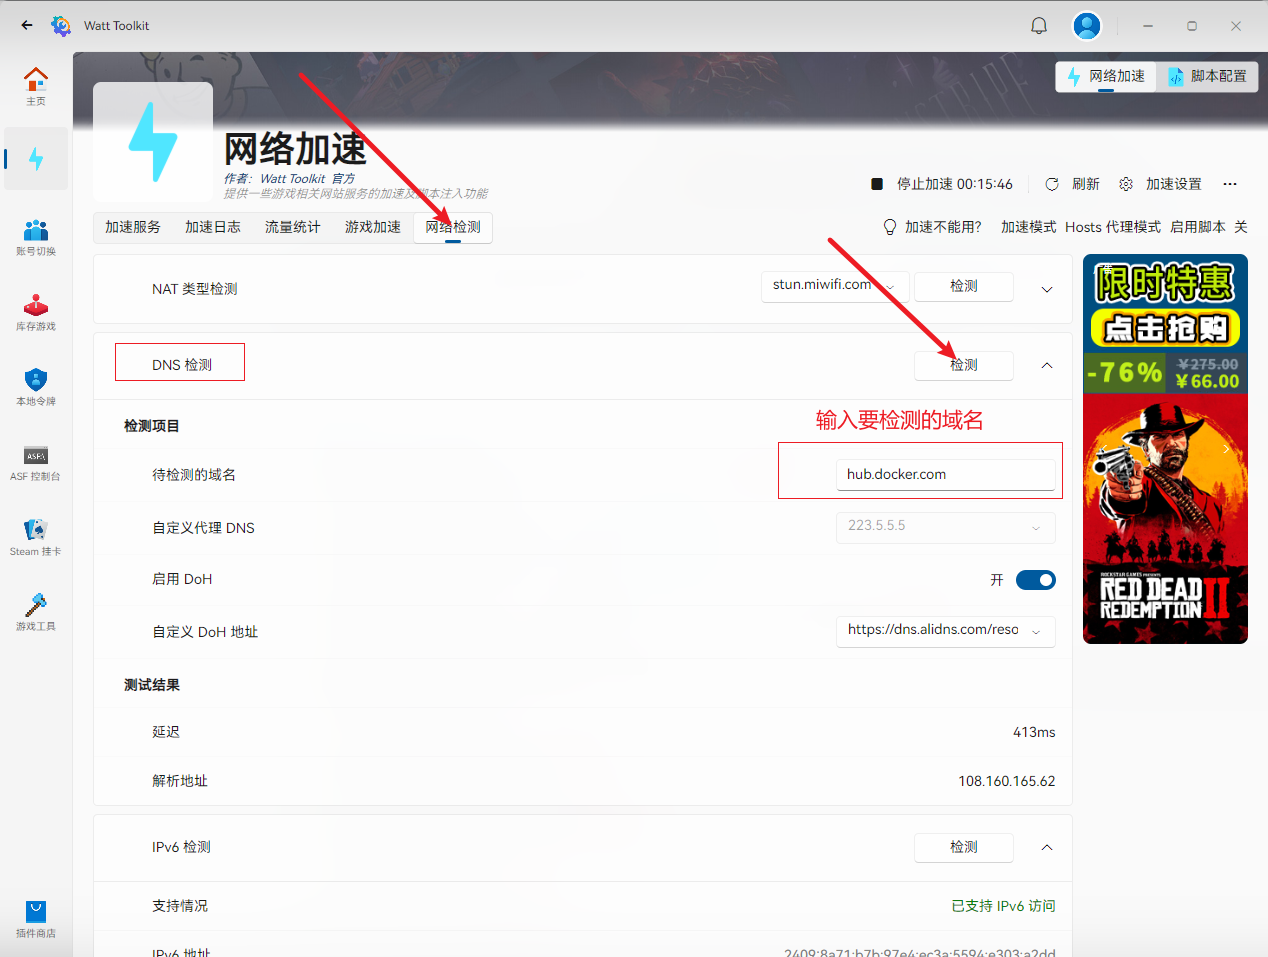 Watt Toolkit
网络加速
脚本配置
主页
网络加速
作者: Watt Toolkit 官方
提供一些游戏相关网站服务的加速及脚本注入功能
停止加速 00:15:46
刷新
加速设置
加速服务
加速日志
流量统计
游戏加速
网络检测
加速不能用?
加速模式
Hosts 代理模式
启用脚本
关
账号切换
库存游戏
本地令牌
ASF
ASF 控制台
Steam 挂卡
游戏工具
插件商店
NAT 类型检测
stun.miwifi.com
检测
DNS 检测
检测
检测项目
输入要检测的域名
待检测的域名
hub.docker.com
自定义代理 DNS
223.5.5.5
启用 DoH
开
自定义 DoH 地址
https://dns.alidns.com/reso
测试结果
延迟
413ms
解析地址
108.160.165.62
IPv6 检测
检测
支持情况
已支持 IPv6 访问
IPv6 地址
2409:8a71:b7b:97e4:ec3a:5594:e303:a2dd
限时特惠
点击抢购
-76%
¥275.00
¥66.00
ROCKSTAR GAMES PRESENTS
RED DEAD
REDEMPTION II